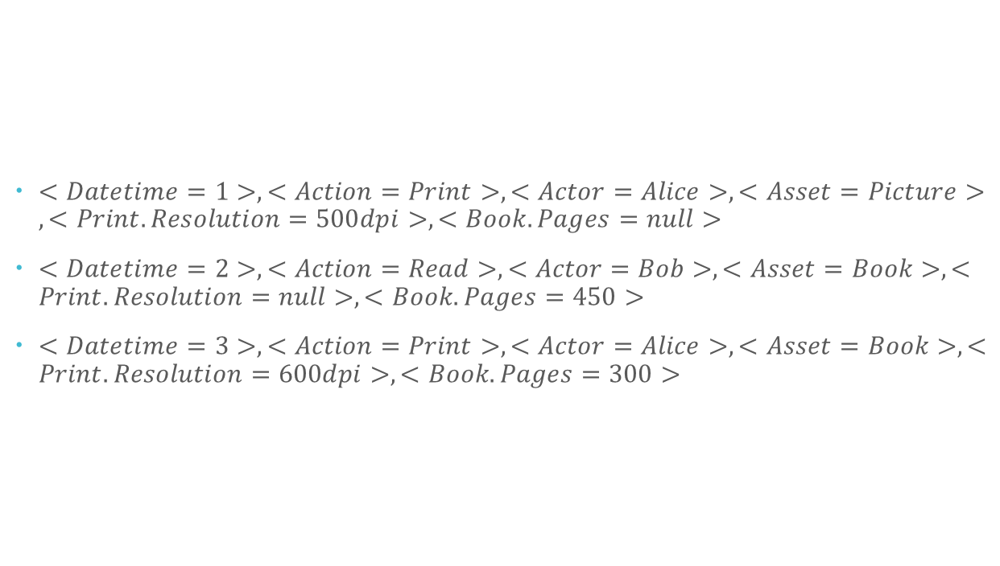 • < Datetime = 1 >,< Action = Print >,< Actor = Alice >,< Asset = Picture >
,< Print.Resolution = 500dpi >,< Book.Pages = null >
• < Datetime = 2 >,< Action = Read >,< Actor = Bob >,< Asset = Book >,<
Print.Resolution = null >,< Book.Pages = 450 >
• < Datetime = 3 >,< Action = Print >,< Actor = Alice >,< Asset = Book >,<
Print.Resolution = 600dpi >,< Book.Pages = 300 >